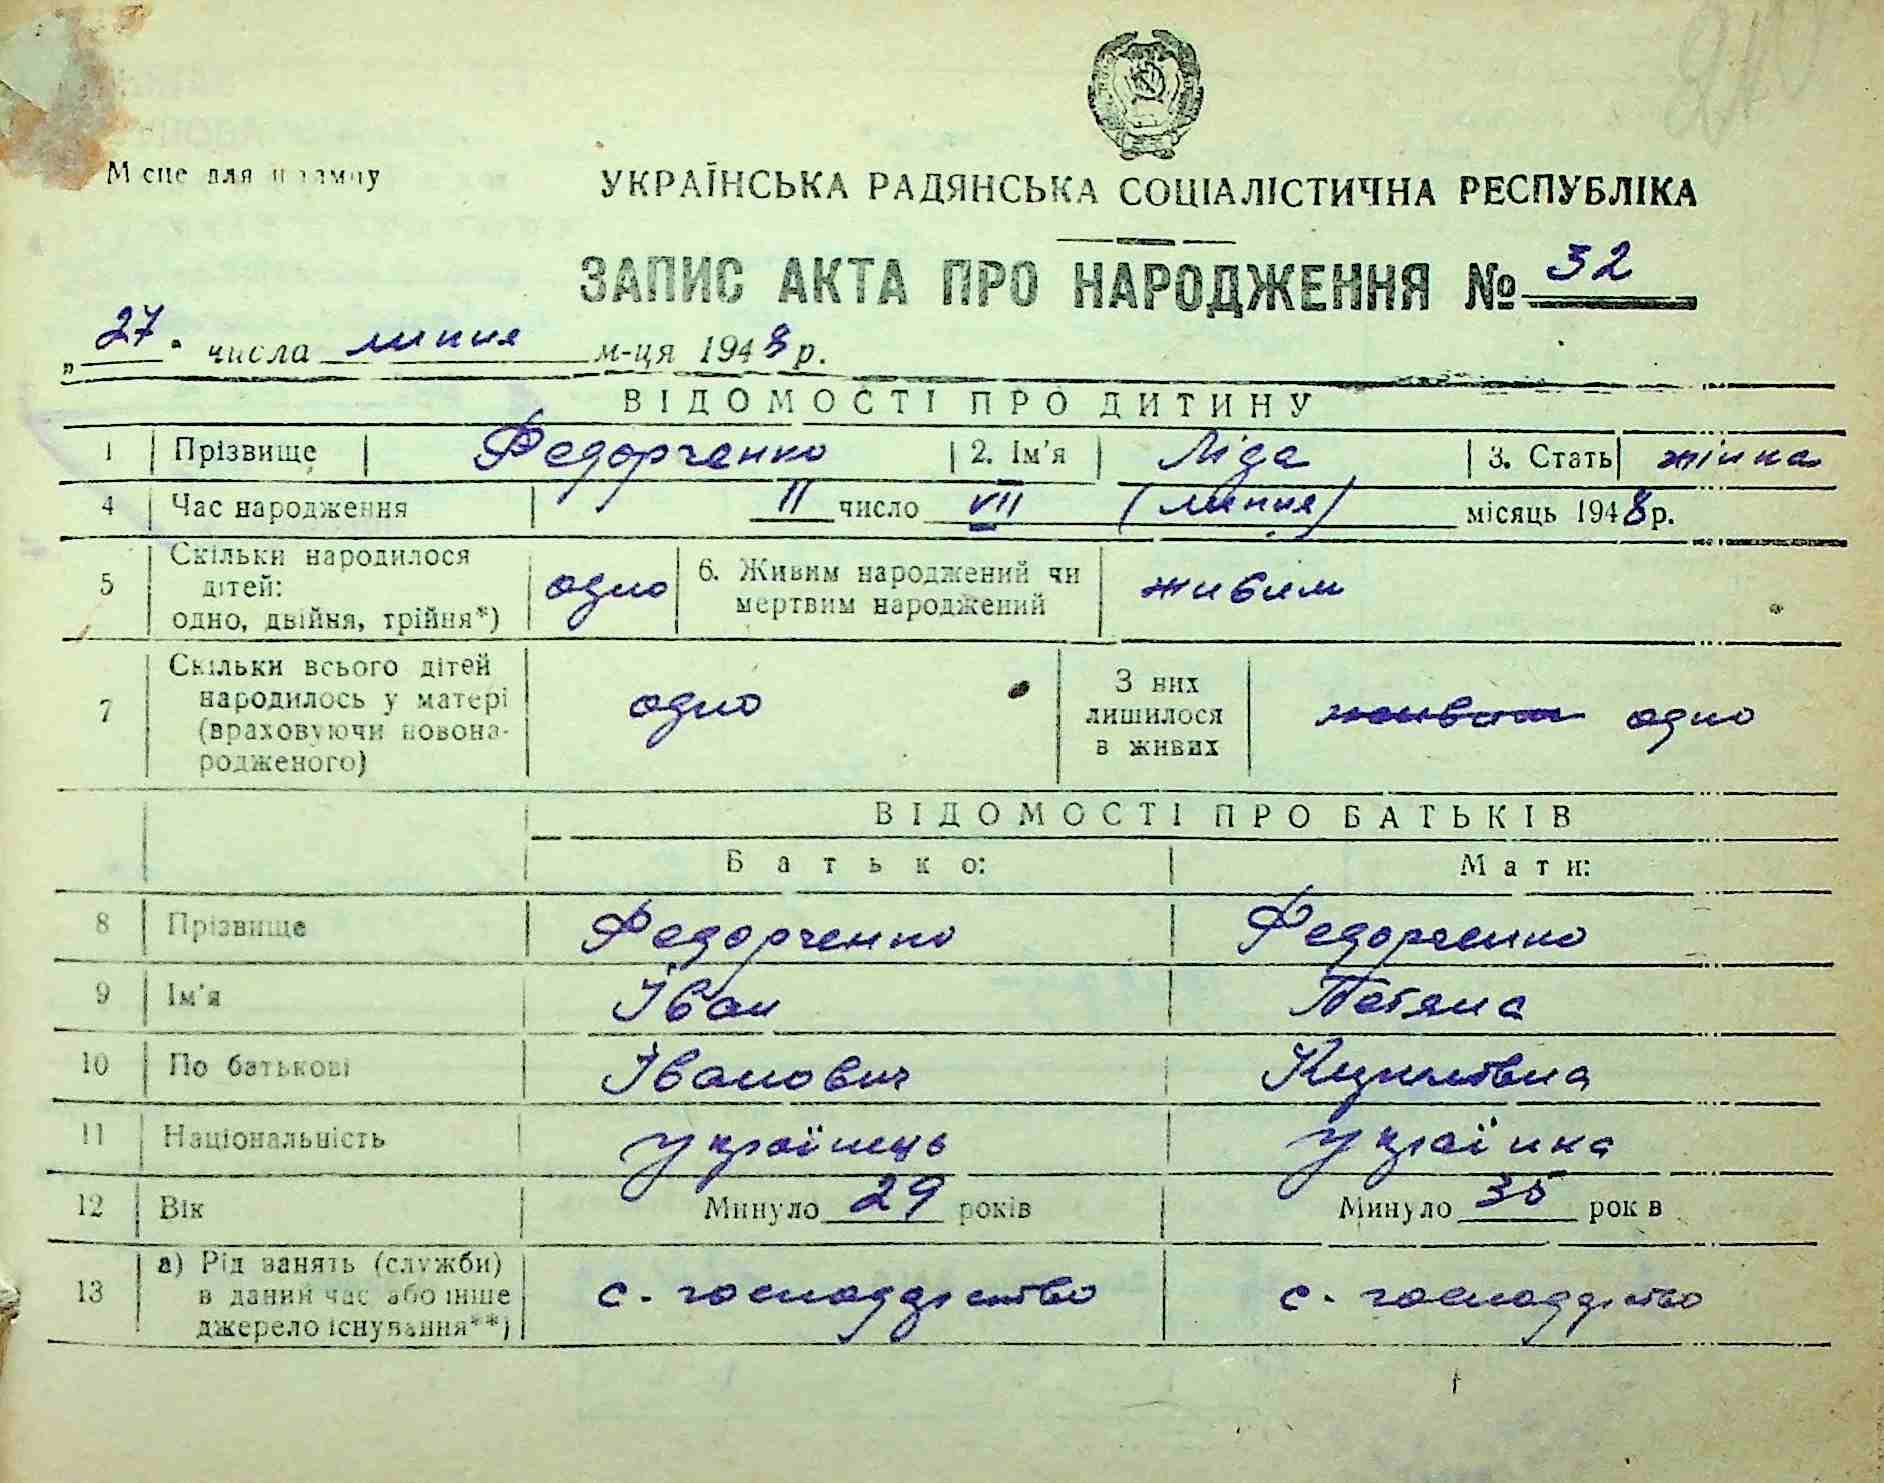 240
Місце для штампу
УКРАЇНСЬКА РАДЯНСЬКА СОЦІАЛІСТИЧНА РЕСПУБЛІКА
ЗАПИС АКТА ПРО НАРОДЖЕННЯ № 32
„27" числа липня м-ця 1948 р.
ВІДОМОСТІ ПРО ДИТИНУ
1 Прізвище Федорченко 2. Ім'я Ліда 3. Стать жінка
4 Час народження 11 число VII (липня) місяць 1948 р.
5 Скільки народилося дітей: одно, двійня, трійня*) одно 6. Живим народжений чи мертвим народжений живим
7 Скільки всього дітей народилось у матері (враховуючи новонародженого) одно З них лишилося в живих живим одно
ВІДОМОСТІ ПРО БАТЬКІВ
Батько: Мати:
8 Прізвище Федорченко Федорченко
9 Ім'я Іван Тетяна
10 По батькові Іванович
11 Національність українець українка
12 Вік Минуло 29 років Минуло 35 рок в
13 а) Рід занять (служби) в даний час або інше джерело існування**) с. господарство с. господарство